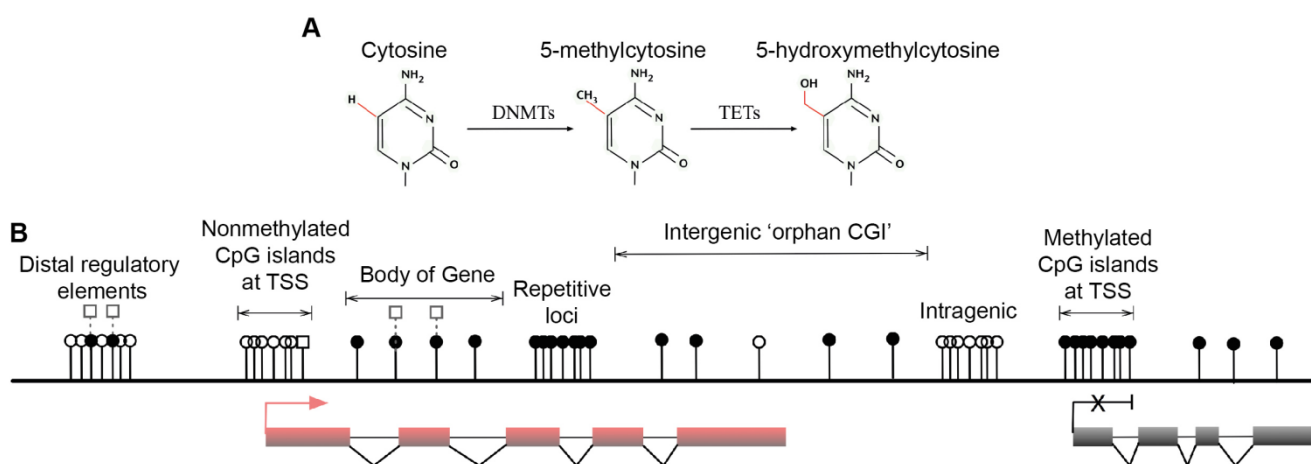 A
Cytosine
5-methylcytosine
5-hydroxymethylcytosine
NH2
H
N
N
O
DNMTs
NH2
CH3
N
N
O
TETs
OH
NH2
N
N
O
B
Distal regulatory
elements
Nonmethylated
CpG islands
at TSS
Body of Gene
Repetitive
loci
Intergenic ‘orphan CGI’
Intragenic
Methylated
CpG islands
at TSS
X